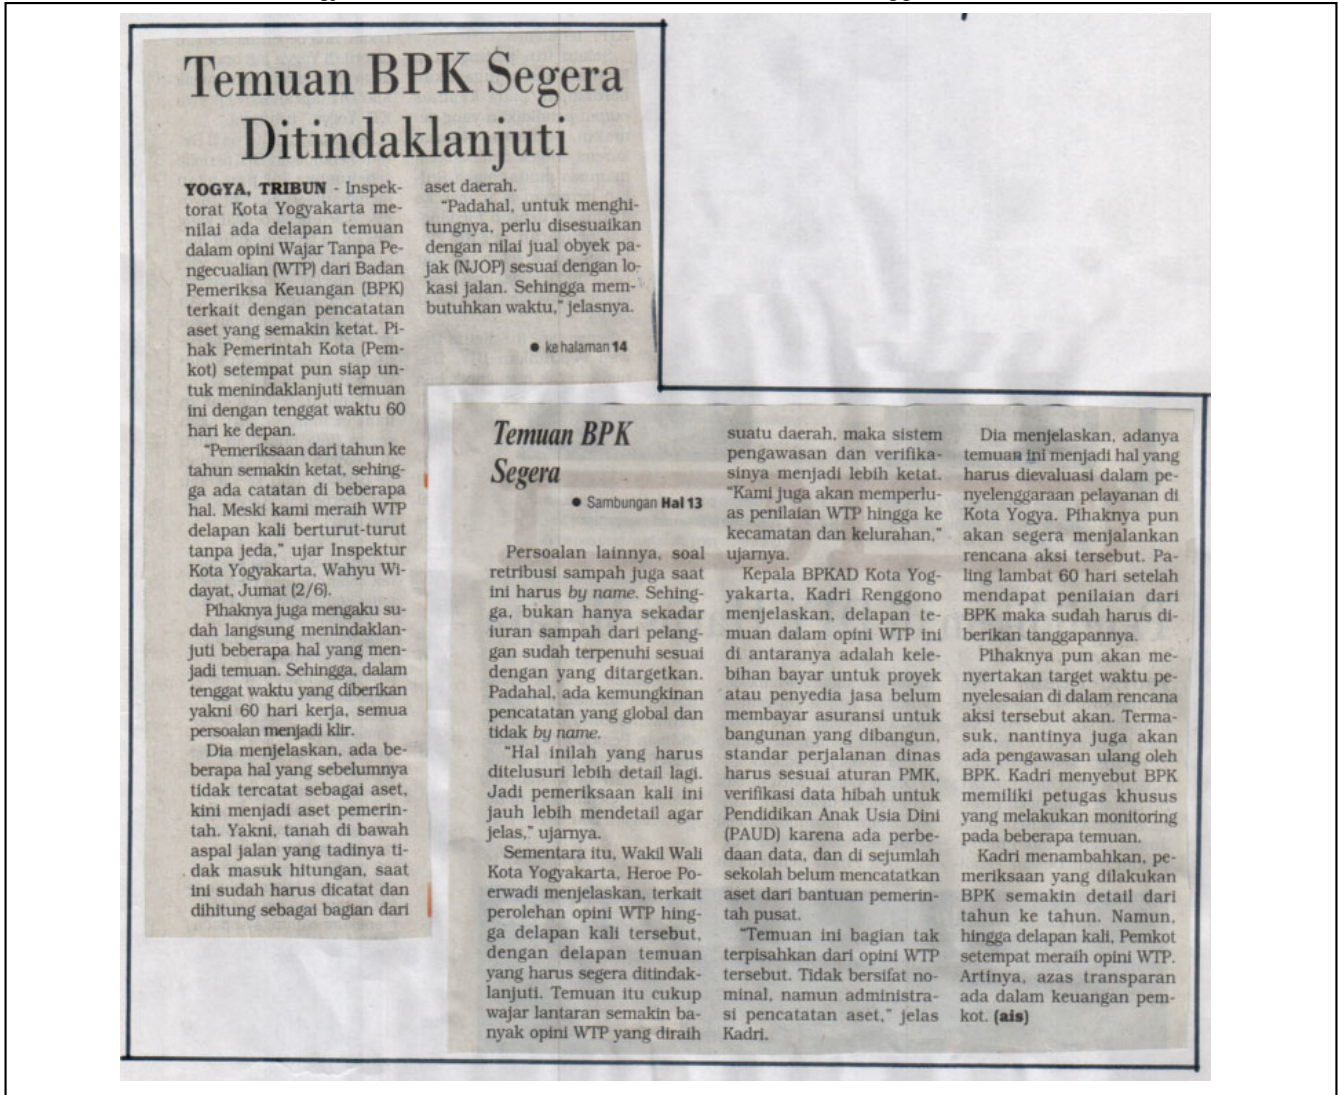 Temuan BPK Segera
Ditindaklanjuti
YOGYA, TRIBUN - Inspek-
torat Kota Yogyakarta me-
nilai ada delapan temuan
dalam opini Wajar Tanpa Pe-
ngecualian (WTP) dari Badan
Pemeriksa Keuangan (BPK)
terkait dengan pencatatan
aset yang semakin ketat. Pi-
hak Pemerintah Kota (Pem-
kot) setempat pun siap un-
tuk menindaklanjuti temuan
ini dengan tenggat waktu 60
hari ke depan.
"Pemeriksaan dari tahun ke
tahun semakin ketat, sehing-
ga ada catatan di beberapa
hal. Meski kami meraih WTP
delapan kali berturut-turut
tanpa jeda," ujar Inspektur
Kota Yogyakarta, Wahyu Wi-
dayat, Jumat (2/6).
Pihaknya juga mengaku su-
dah langsung menindaklan-
juti beberapa hal yang men-
jadi temuan. Sehingga, dalam
tenggat waktu yang diberikan
yakni 60 hari kerja, semua
persoalan menjadi klir.
Dia menjelaskan, ada be-
berapa hal yang sebelumnya
tidak tercatat sebagai aset,
kini menjadi aset pemerin-
tah. Yakni, tanah di bawah
aspal jalan yang tadinya ti-
dak masuk hitungan, saat
ini sudah harus dicatat dan
dihitung sebagai bagian dari
aset daerah.
"Padahal, untuk menghi-
tungnya, perlu disesuaikan
dengan nilai jual obyek pa-
jak (NJOP) sesuai dengan lo-
kasi jalan. Sehingga mem-
butuhkan waktu," jelasnya.
● ke halaman 14
Temuan BPK
Segera
● Sambungan Hal 13
Persoalan lainnya, soal
retribusi sampah juga saat
ini harus by name. Sehing-
ga, bukan hanya sekadar
iuran sampah dari pelang-
gan sudah terpenuhi sesuai
dengan yang ditargetkan.
Padahal, ada kemungkinan
pencatatan yang global dan
tidak by name.
"Hal inilah yang harus
ditelusuri lebih detail lagi.
Jadi pemeriksaan kali ini
jauh lebih mendetail agar
jelas," ujarnya.
Sementara itu, Wakil Wali
Kota Yogyakarta, Heroe Po-
erwadi menjelaskan, terkait
perolehan opini WTP hing-
ga delapan kali tersebut,
dengan delapan temuan
yang harus segera ditindak-
lanjuti. Temuan itu cukup
wajar lantaran semakin ba-
nyak opini WTP yang diraih
suatu daerah, maka sistem
pengawasan dan verifika-
sinya menjadi lebih ketat.
"Kami juga akan memperlu-
as penilaian WTP hingga ke
kecamatan dan kelurahan,"
ujarnya.
Kepala BPKAD Kota Yog-
yakarta, Kadri Renggono
menjelaskan, delapan te-
muan dalam opini WTP ini
di antaranya adalah kele-
bihan bayar untuk proyek
atau penyedia jasa belum
membayar asuransi untuk
bangunan yang dibangun,
standar perjalanan dinas
harus sesuai aturan PMK,
verifikasi data hibah untuk
Pendidikan Anak Usia Dini
(PAUD) karena ada perbe-
daan data, dan di sejumlah
sekolah belum mencatatkan
aset dari bantuan pemerin-
tah pusat.
"Temuan ini bagian tak
terpisahkan dari opini WTP
tersebut. Tidak bersifat no-
minal, namun administra-
si pencatatan aset," jelas
Kadri.
Dia menjelaskan, adanya
temuan ini menjadi hal yang
harus dievaluasi dalam pe-
nyelenggaraan pelayanan di
Kota Yogya. Pihaknya pun
akan segera menjalankan
rencana aksi tersebut. Pa-
ling lambat 60 hari setelah
mendapat penilaian dari
BPK maka sudah harus di-
berikan tanggapannya.
Pihaknya pun akan me-
nyertakan target waktu pe-
nyelesaian di dalam rencana
aksi tersebut akan. Terma-
suk, nantinya juga akan
ada pengawasan ulang oleh
BPK. Kadri menyebut BPK
memiliki petugas khusus
yang melakukan monitoring
pada beberapa temuan.
Kadri menambahkan, pe-
meriksaan yang dilakukan
BPK semakin detail dari
tahun ke tahun. Namun,
hingga delapan kali, Pemkot
setempat meraih opini WTP.
Artinya, azas transparan
ada dalam keuangan pem-
kot. (ais)